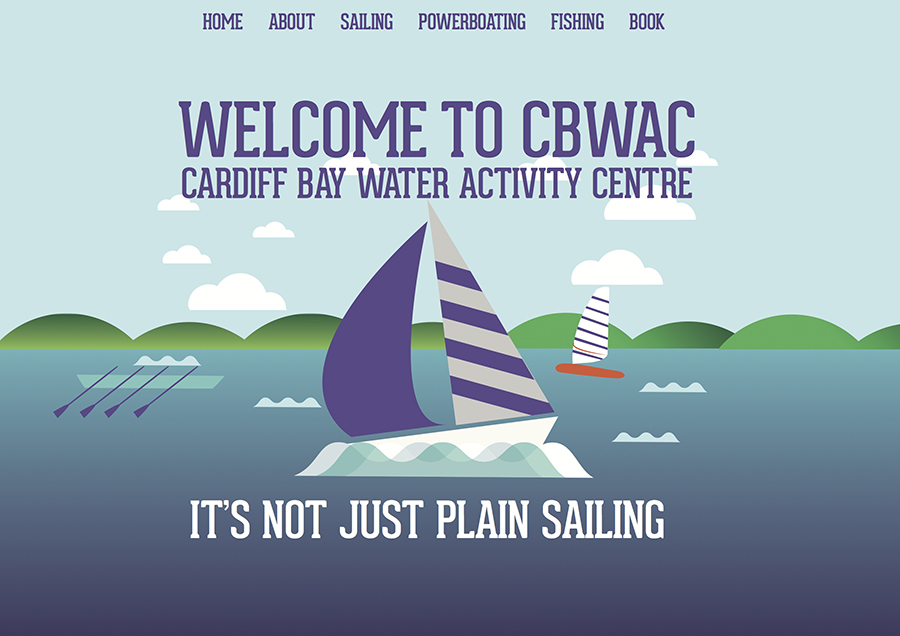 HOME ABOUT SAILING POWERBOATING FISHING BOOK
WELCOME TO CBWAC
CARDIFF BAY WATER ACTIVITY CENTRE
IT'S NOT JUST PLAIN SAILING